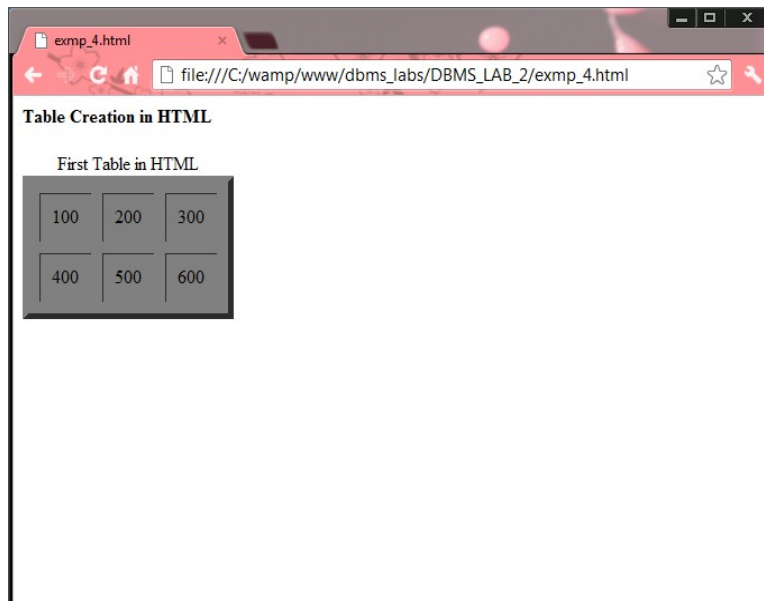 exmp_4.html
file:///C:/wamp/www/dbms_labs/DBMS_LAB_2/exmp_4.html
Table Creation in HTML
First Table in HTML
100 200 300
400 500 600